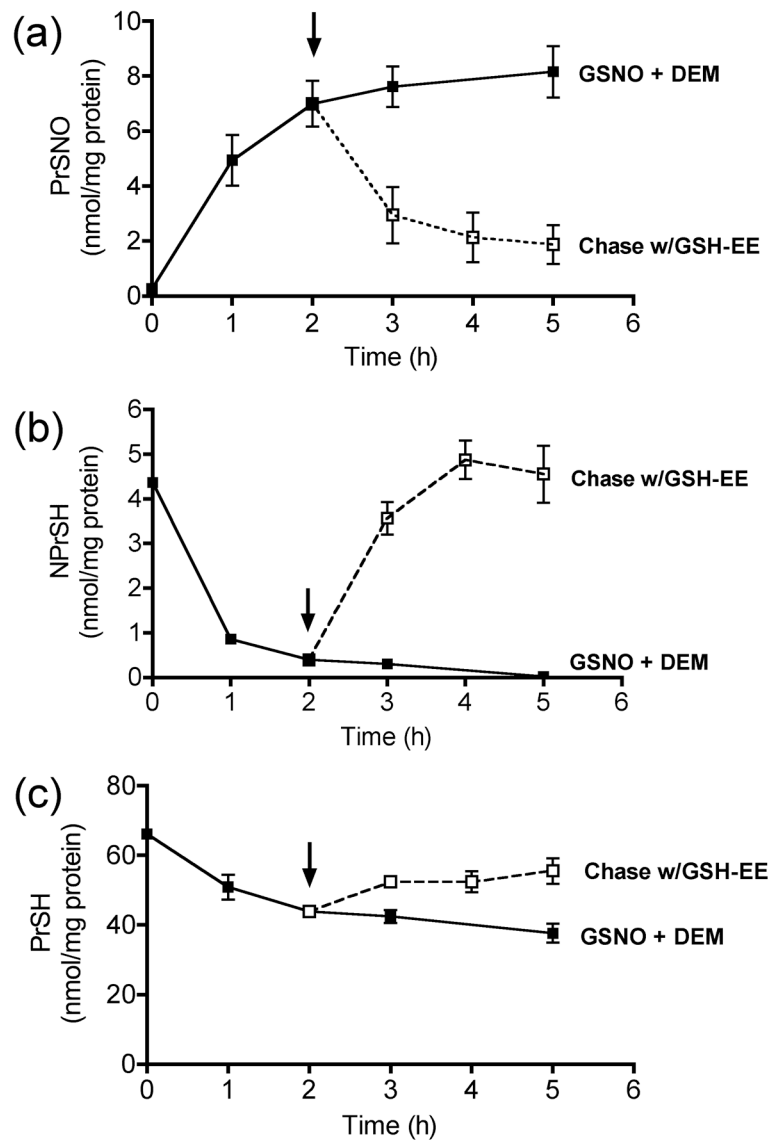 (a)
PrSNO
(nmol/mg protein)
10
8
6
4
2
0
GSNO + DEM
Chase w/GSH-EE
0 1 2 3 4 5 6
Time (h)
(b)
NPrSH
(nmol/mg protein)
6
5
4
3
2
1
0
Chase w/GSH-EE
GSNO + DEM
0 1 2 3 4 5 6
Time (h)
(c)
PrSH
(nmol/mg protein)
80
60
40
20
0
Chase w/GSH-EE
GSNO + DEM
0 1 2 3 4 5 6
Time (h)